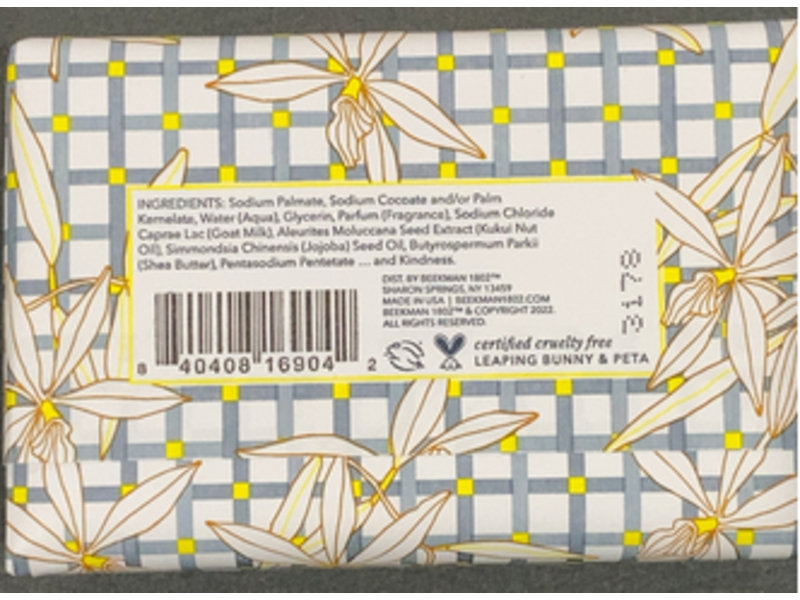 INGREDIENTS: Sodium Palmate, Sodium Cocoate and/or Palm
Kernelate, Water (Aqua), Glycerin, Parfum (Fragrance), Sodium Chloride
Caprae Lac (Goat Milk), Aleurites Moluccana Seed Extract (Kukui Nut
Oil), Simmondsia Chinensis (Jojoba) Seed Oil, Butyrospermum Parkii
(Shea Butter), Pentasodium Pentetate ... and Kindness.
DIST. BY BEEKMAN 1802™
SHARON SPRINGS, NY 13459
MADE IN USA | BEEKMAN1802.COM
BEEKMAN 1802™ & COPYRIGHT 2022.
ALL RIGHTS RESERVED.
2178
8 40408 16904 2
certified cruelty free
LEAPING BUNNY & PETA